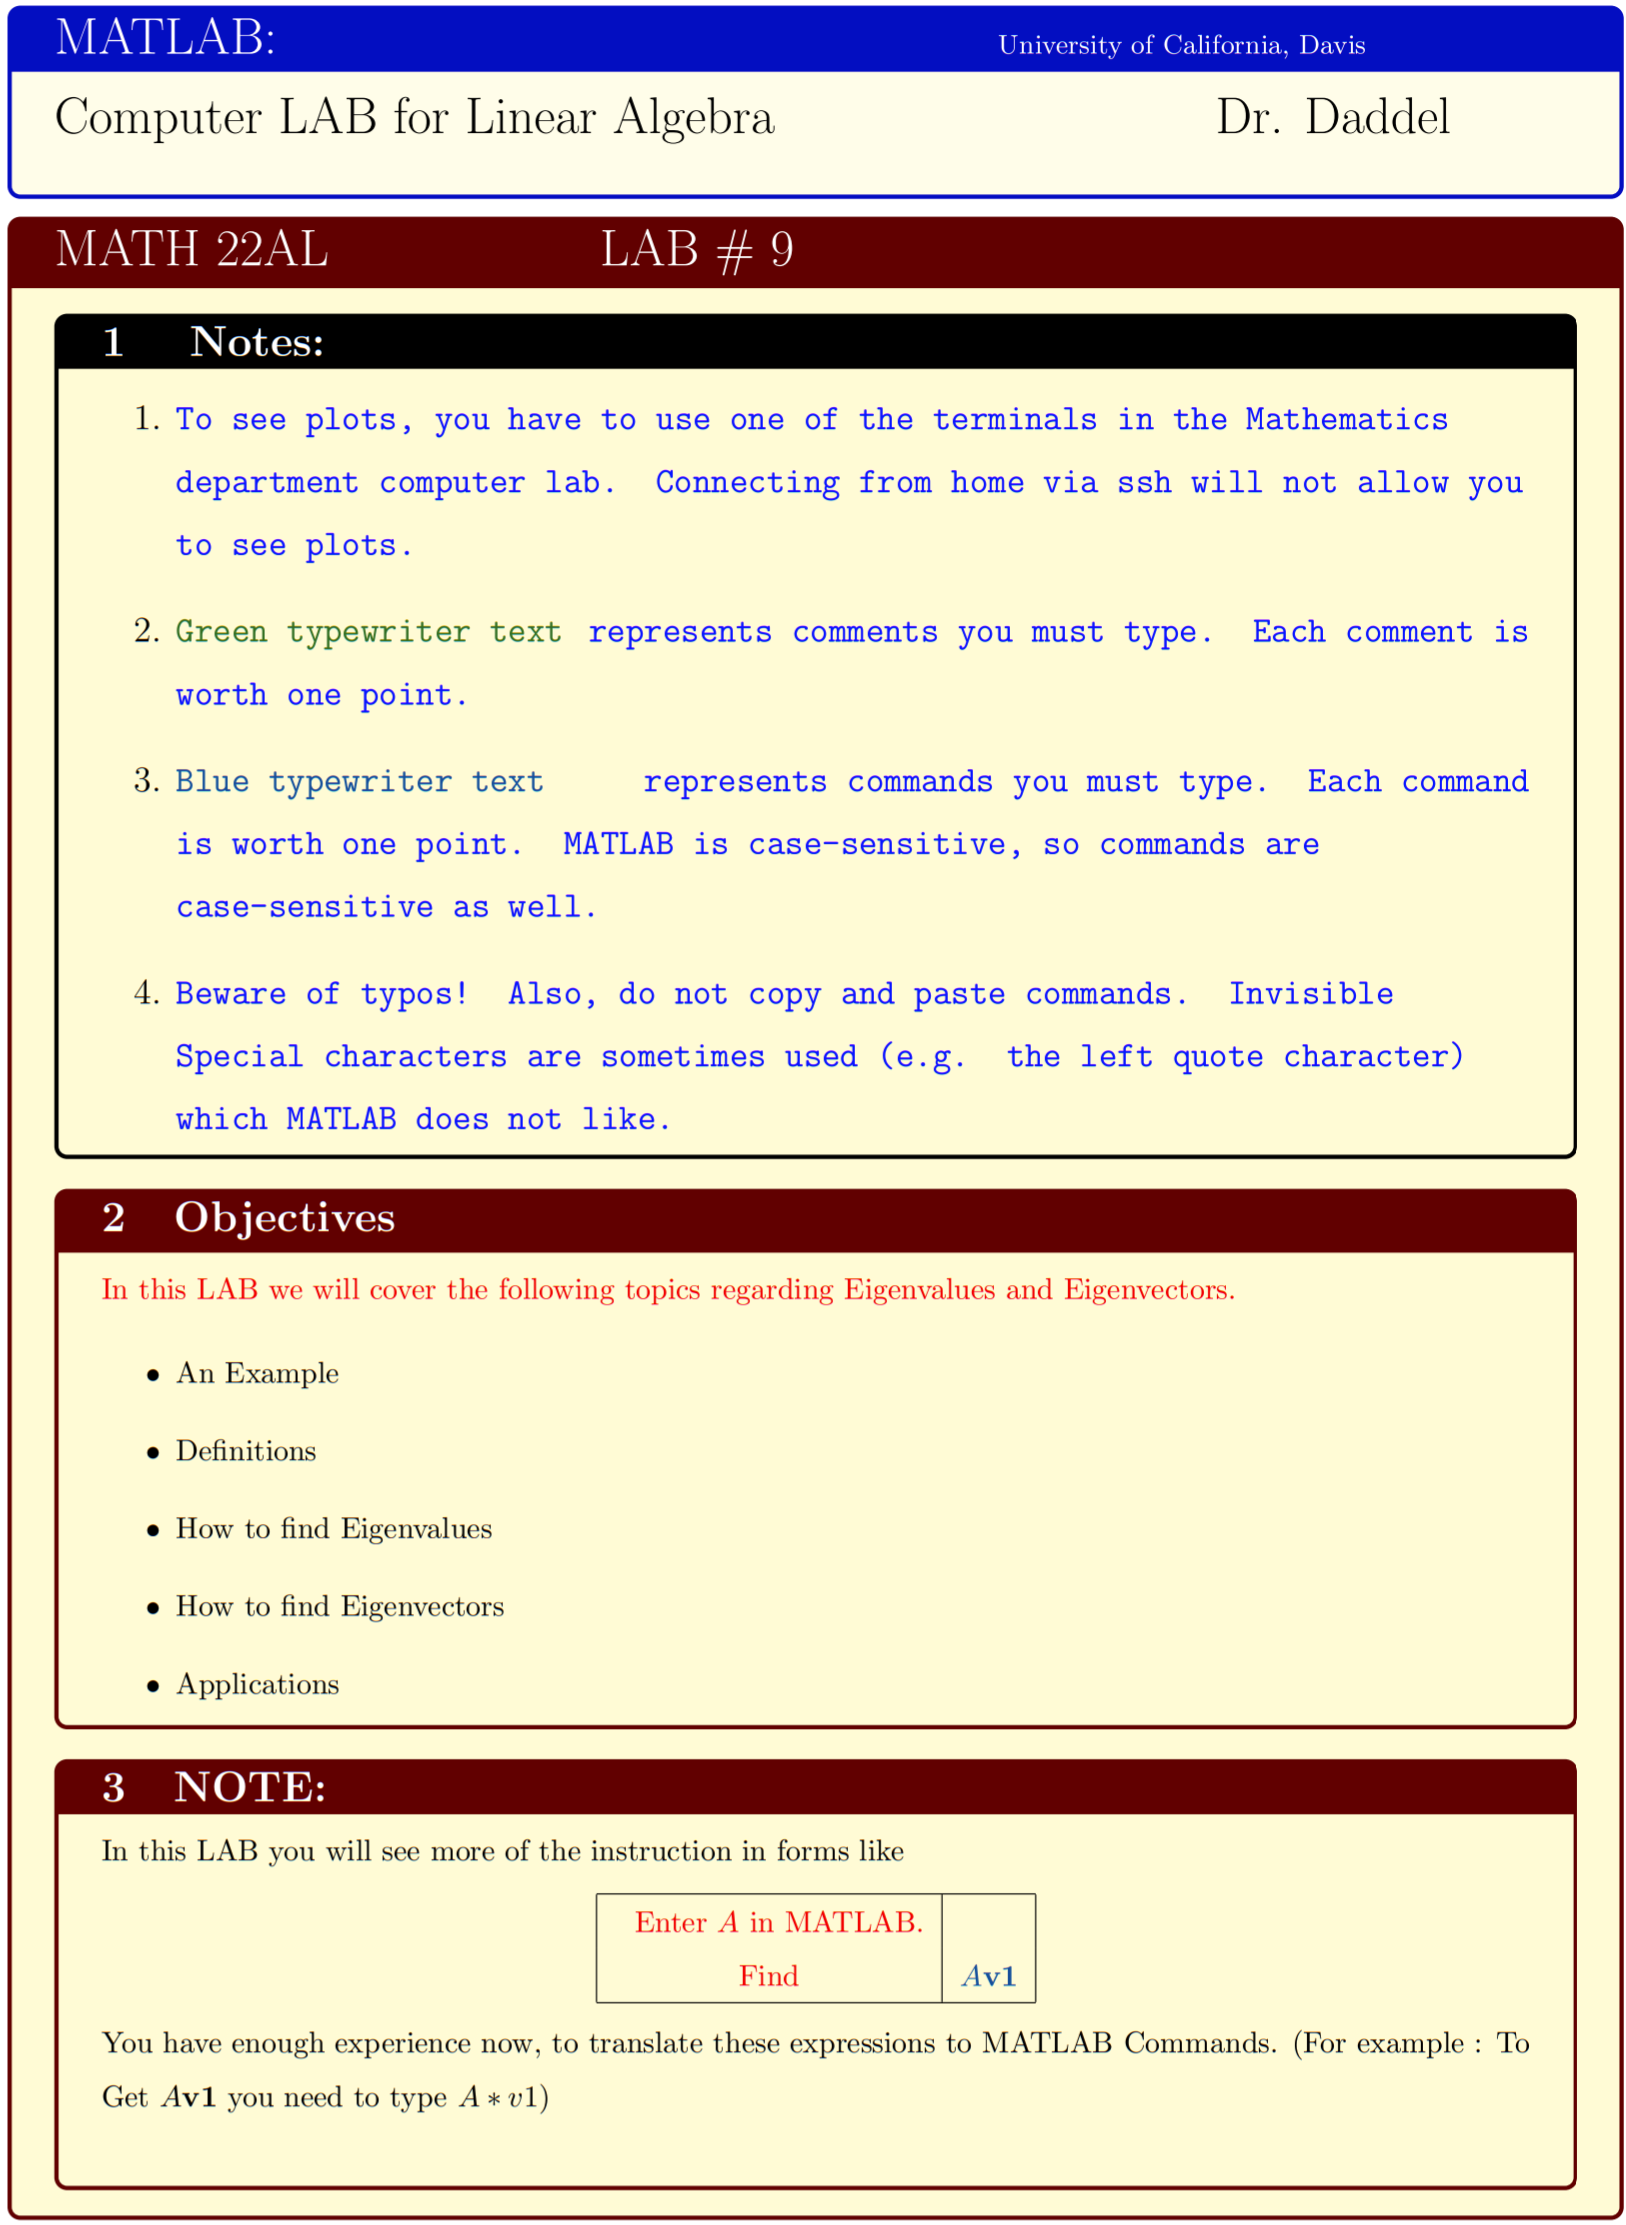 MATLAB: University of California, Davis
Computer LAB for Linear Algebra Dr. Daddel
MATH 22AL LAB # 9
1 Notes:
1. To see plots, you have to use one of the terminals in the Mathematics
department computer lab. Connecting from home via ssh will not allow you
to see plots.
2. Green typewriter text represents comments you must type. Each comment is
worth one point.
3. Blue typewriter text represents commands you must type. Each command
is worth one point. MATLAB is case-sensitive, so commands are
case-sensitive as well.
4. Beware of typos! Also, do not copy and paste commands. Invisible
Special characters are sometimes used (e.g. the left quote character)
which MATLAB does not like.
2 Objectives
In this LAB we will cover the following topics regarding Eigenvalues and Eigenvectors.
• An Example
• Definitions
• How to find Eigenvalues
• How to find Eigenvectors
• Applications
3 NOTE:
In this LAB you will see more of the instruction in forms like
Enter A in MATLAB.
Find Av1
You have enough experience now, to translate these expressions to MATLAB Commands. (For example : To
Get Av1 you need to type A ∗ v1)